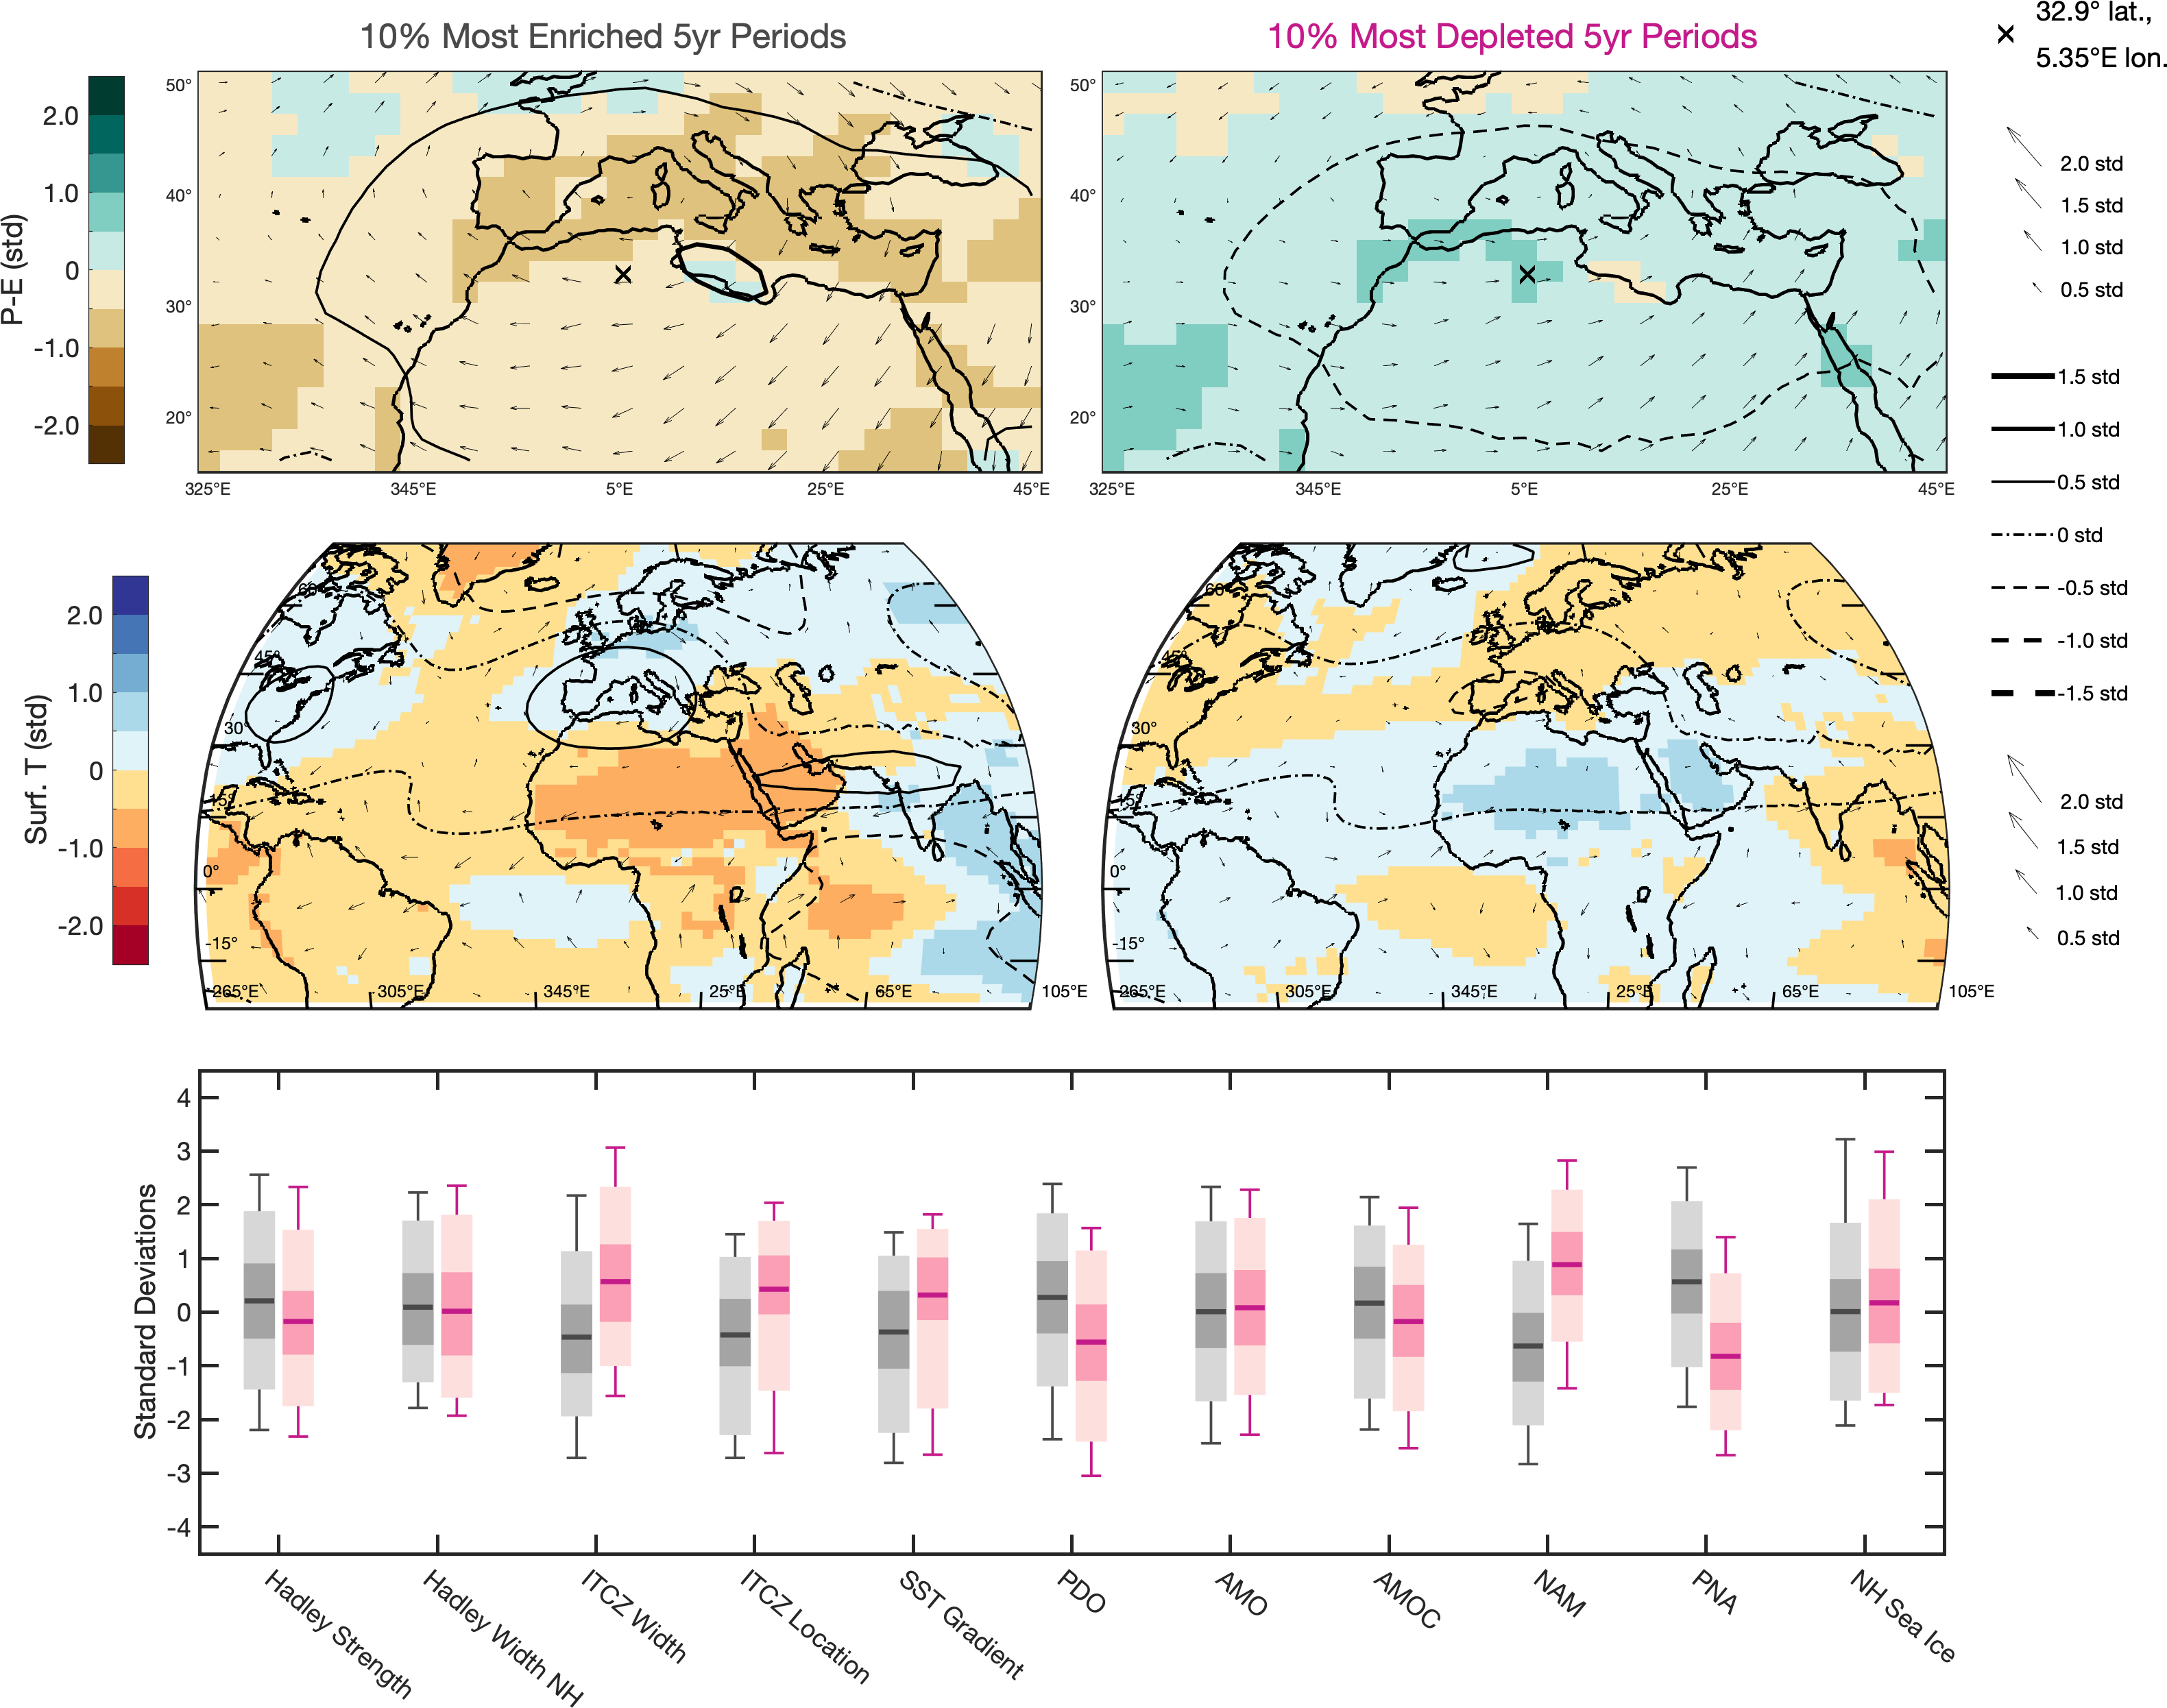 10% Most Enriched 5yr Periods
10% Most Depleted 5yr Periods
32.9° lat.,
5.35°E lon.
P-E (std)
2.0
1.0
0
-1.0
-2.0
50°
40°
30°
20°
325°E
345°E
5°E
25°E
45°E
50°
40°
30°
20°
325°E
345°E
5°E
25°E
45°E
2.0 std
1.5 std
1.0 std
0.5 std
1.5 std
1.0 std
0.5 std
0 std
-0.5 std
-1.0 std
-1.5 std
2.0 std
1.5 std
1.0 std
0.5 std
Surf. T (std)
2.0
1.0
0
-1.0
-2.0
60°
45°
30°
15°
0°
-15°
265°E
305°E
345°E
25°E
65°E
105°E
60°
45°
30°
15°
0°
-15°
265°E
305°E
345°E
25°E
65°E
105°E
Standard Deviations
4
3
2
1
0
-1
-2
-3
-4
Hadley Strength
Hadley Width NH
ITCZ Width
ITCZ Location
SST Gradient
PDO
AMO
AMOC
NAM
PNA
NH Sea Ice